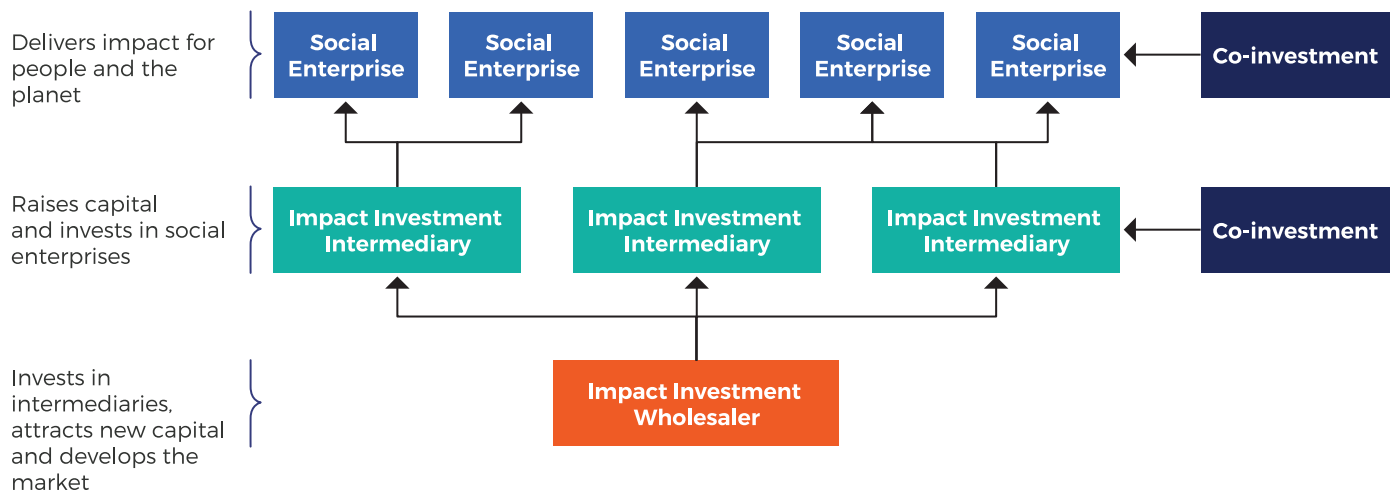 Delivers impact for
people and the
planet
Social
Enterprise
Social
Enterprise
Social
Enterprise
Social
Enterprise
Social
Enterprise
Co-investment
Raises capital
and invests in social
enterprises
Impact Investment
Intermediary
Impact Investment
Intermediary
Impact Investment
Intermediary
Co-investment
Invests in
intermediaries,
attracts new capital
and develops the
market
Impact Investment
Wholesaler